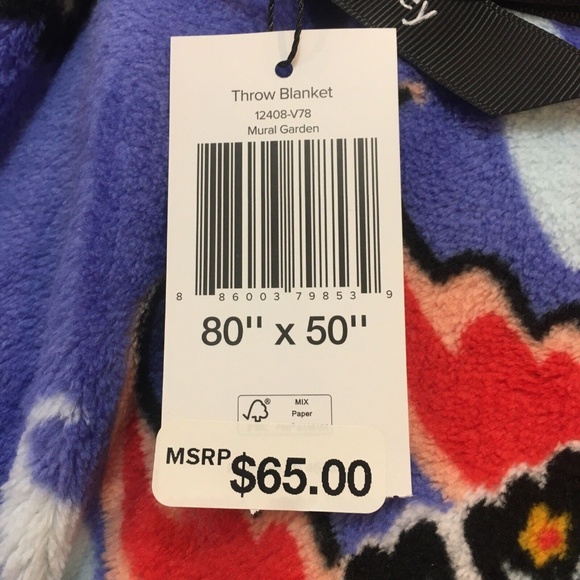 Throw Blanket
12408-V78
Mural Garden
8 86003 79853 9
80" x 50"
MIX
Paper
MSRP $65.00